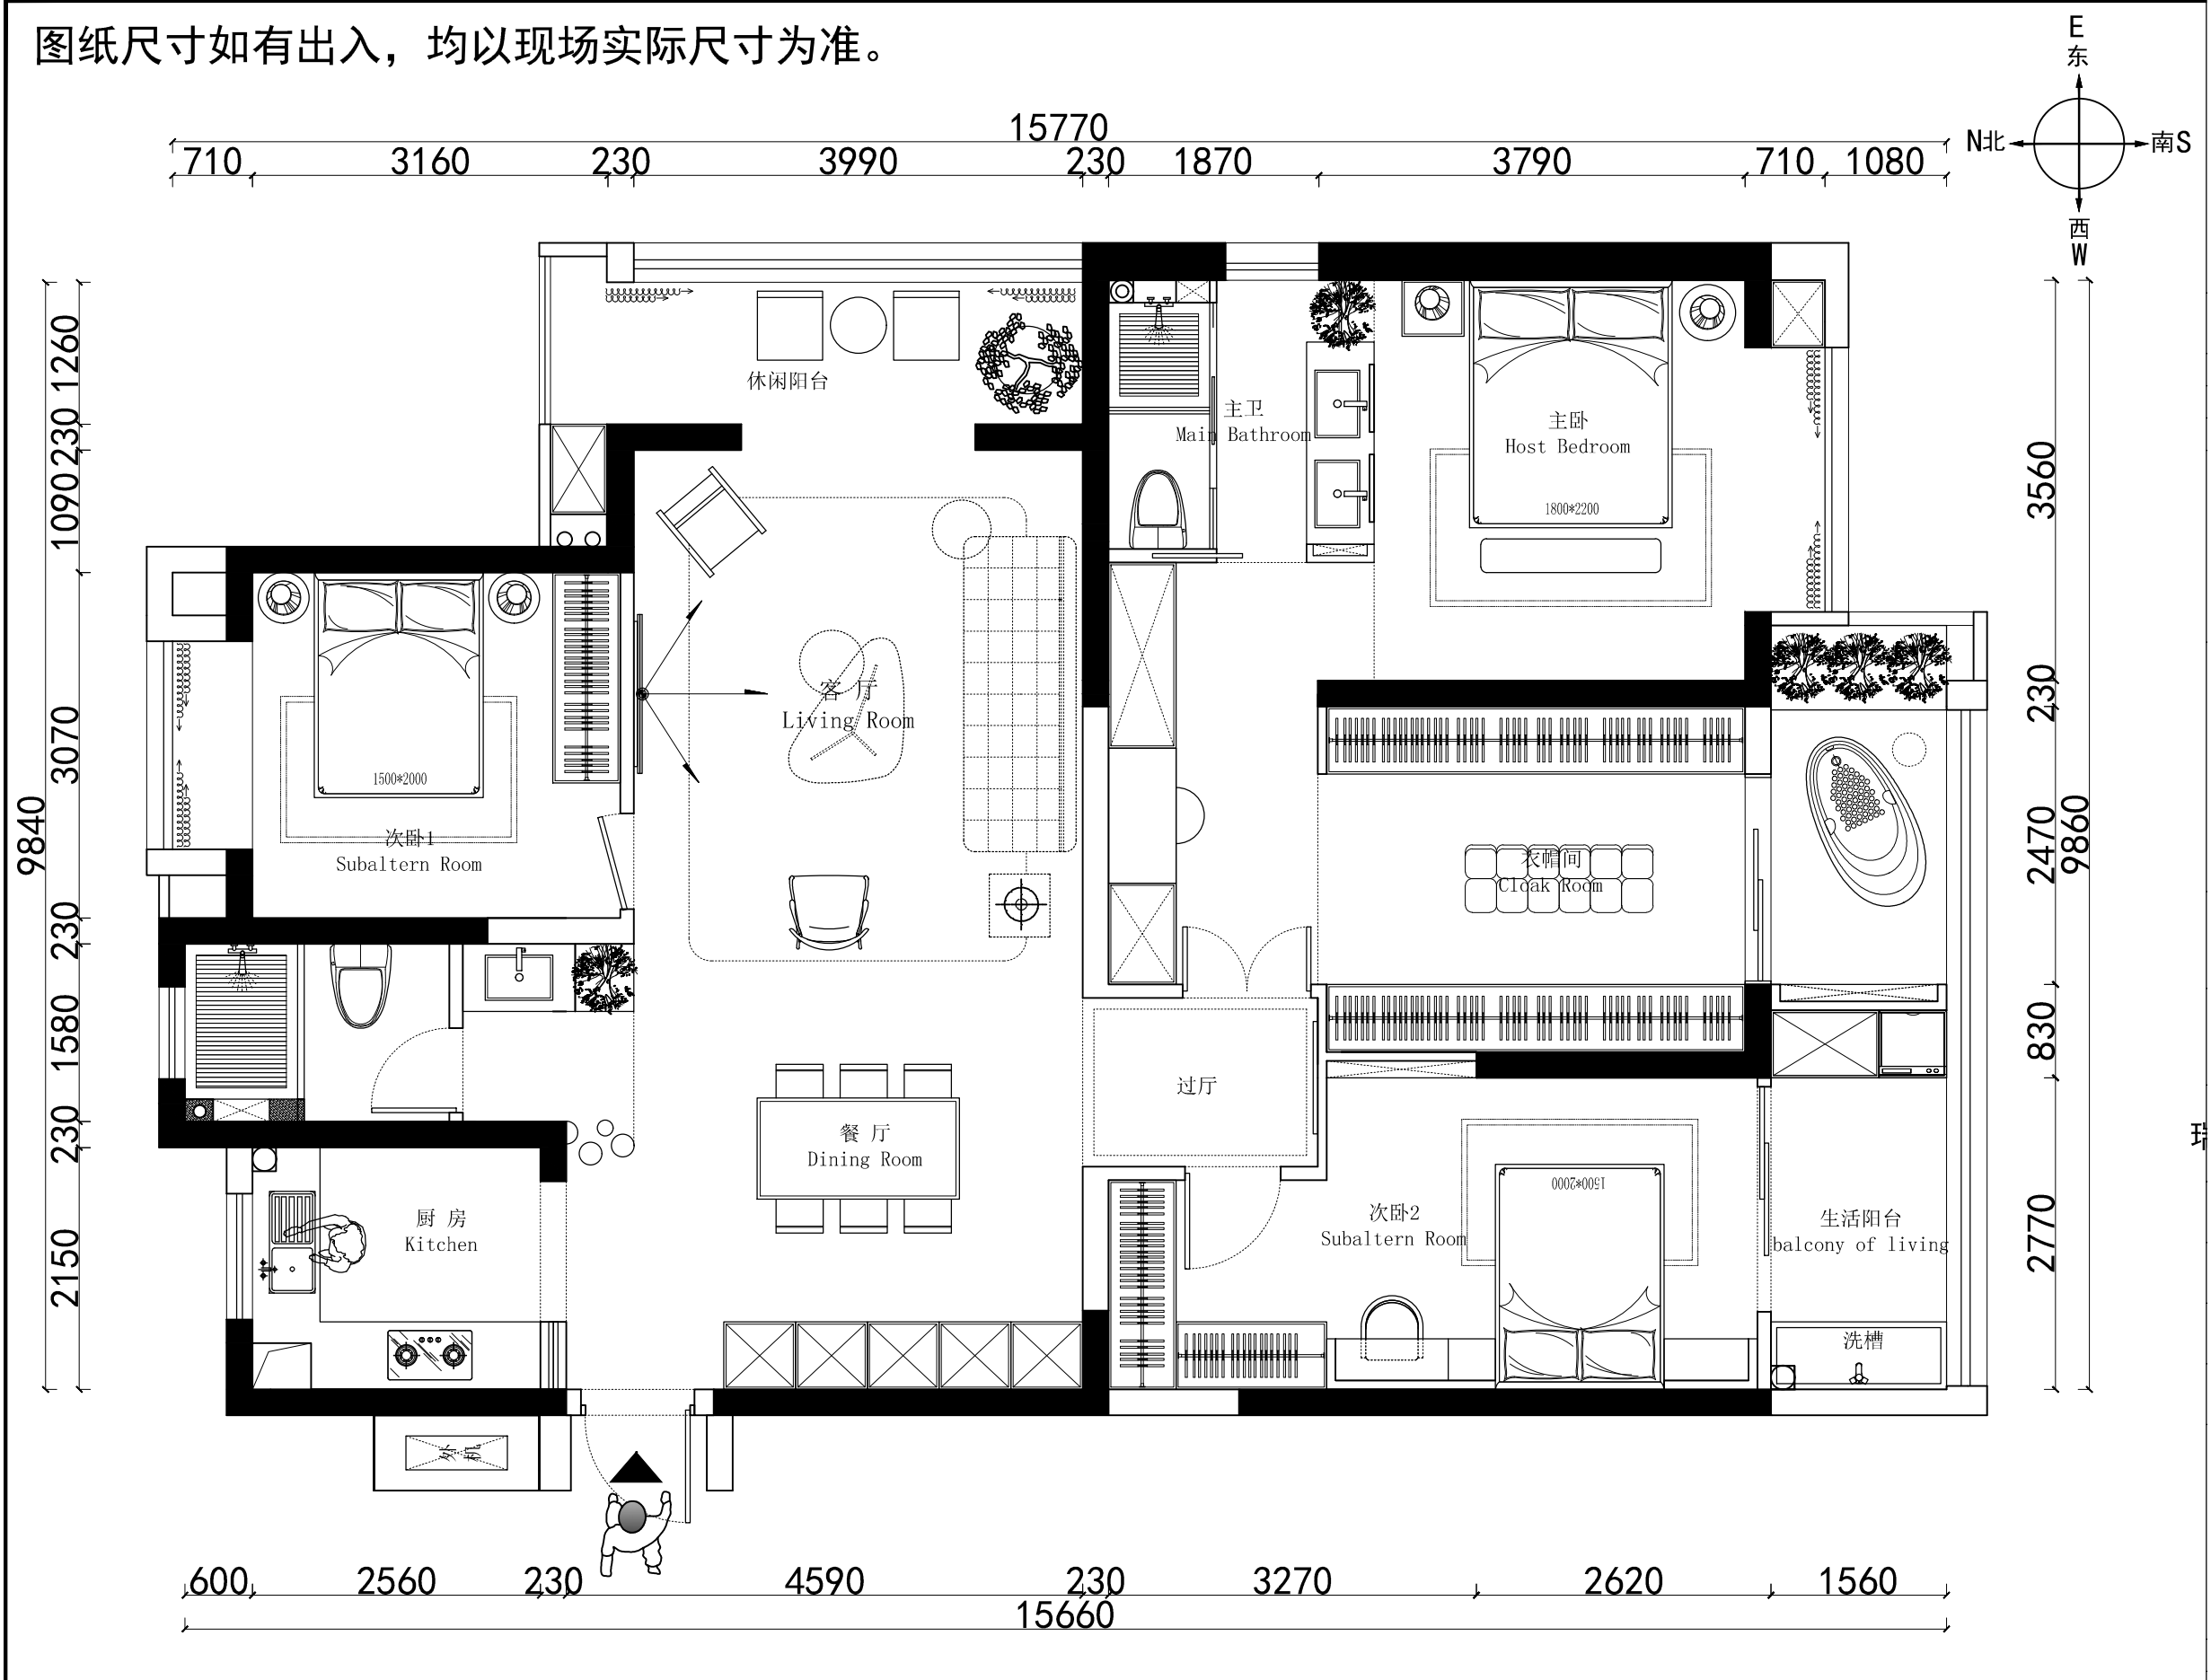 图纸尺寸如有出入，均以现场实际尺寸为准。
E
东
N北
南S
西
W
15770
710 3160 230 3990 230 1870 3790 710 1080
9840
1260
230
1090
3070
230
1580
230
2150
3560
230
2470
830
2770
9860
休闲阳台
主卫
Main Bathroom
主卧
Host Bedroom
1800*2200
客 厅
Living Room
1500*2000
次卧1
Subaltern Room
衣帽间
Cloak Room
过厅
餐 厅
Dining Room
厨 房
Kitchen
1500*2000
次卧2
Subaltern Room
生活阳台
balcony of living
洗槽
600 2560 230 4590 230 3270 2620 1560
15660